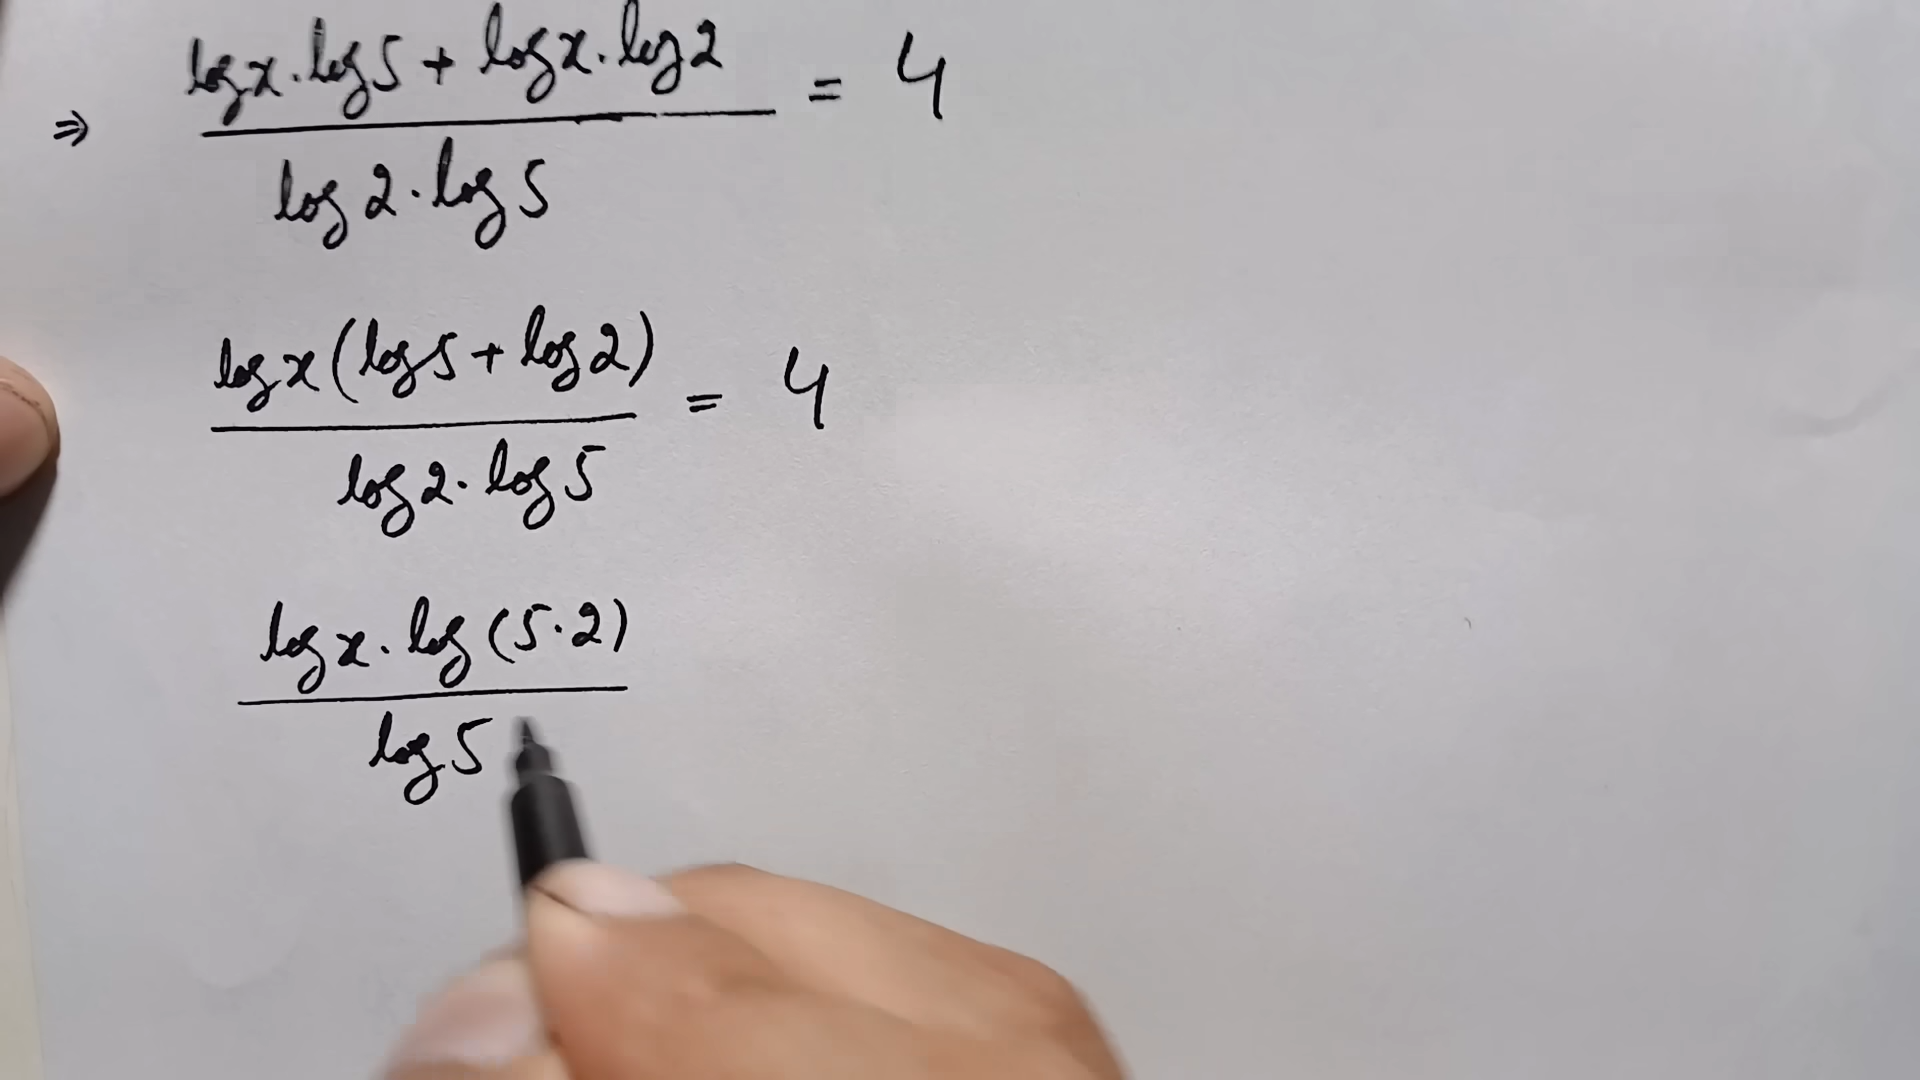 ⇒ logx.log5 + logx.log2 = 4
log2.log5
logx(log5 + log2) = 4
log2.log5
logx.log(5.2)
log5